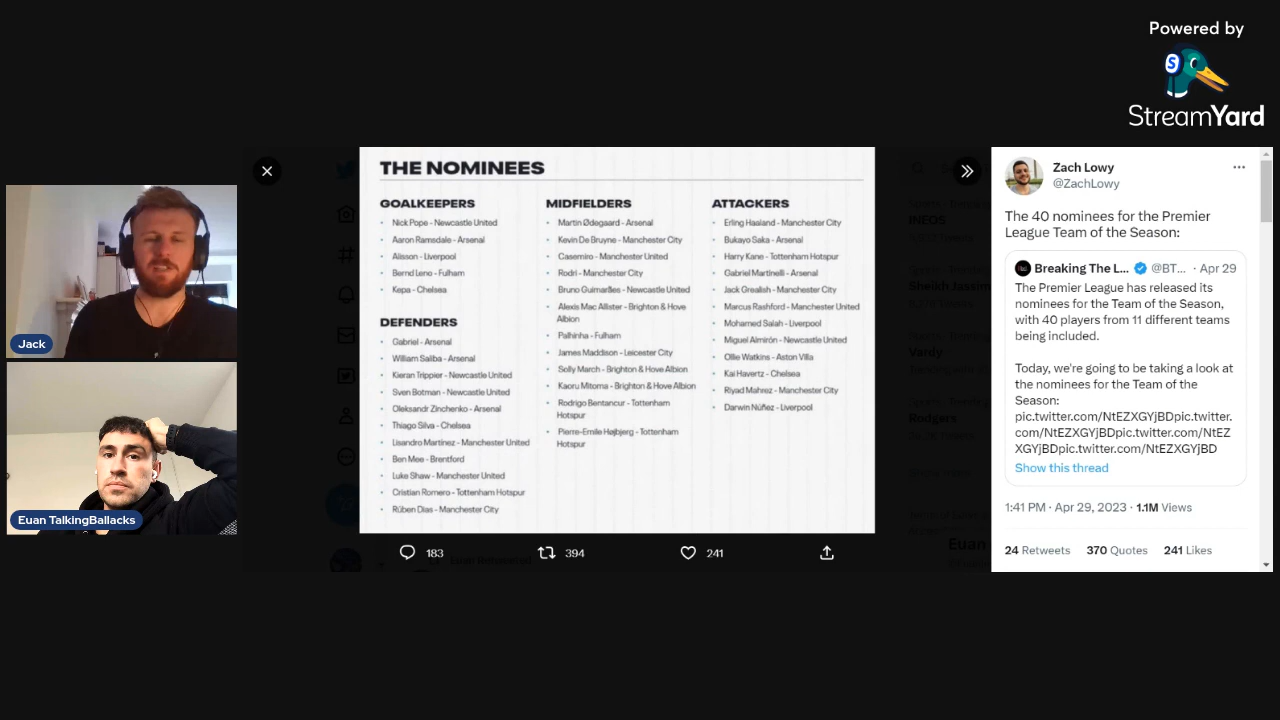 Powered by
S
StreamYard
Jack
Euan TalkingBallacks
THE NOMINEES
GOALKEEPERS
Nick Pope - Newcastle United
Aaron Ramsdale - Arsenal
Alisson - Liverpool
Bernd Leno - Fulham
Kepa - Chelsea
DEFENDERS
Gabriel - Arsenal
William Saliba - Arsenal
Kieran Trippier - Newcastle United
Sven Botman - Newcastle United
Oleksandr Zinchenko - Arsenal
Thiago Silva - Chelsea
Lisandro Martinez - Manchester United
Ben Mee - Brentford
Luke Shaw - Manchester United
Cristian Romero - Tottenham Hotspur
Rúben Dias - Manchester City
MIDFIELDERS
Martin Ødegaard - Arsenal
Kevin De Bruyne - Manchester City
Casemiro - Manchester United
Rodri - Manchester City
Bruno Guimarães - Newcastle United
Alexis Mac Allister - Brighton & Hove
Albion
Palhinha - Fulham
James Maddison - Leicester City
Solly March - Brighton & Hove Albion
Kaoru Mitoma - Brighton & Hove Albion
Rodrigo Bentancur - Tottenham
Hotspur
Pierre-Emile Højbjerg - Tottenham
Hotspur
ATTACKERS
Erling Haaland - Manchester City
Bukayo Saka - Arsenal
Harry Kane - Tottenham Hotspur
Gabriel Martinelli - Arsenal
Jack Grealish - Manchester City
Marcus Rashford - Manchester United
Mohamed Salah - Liverpool
Miguel Almirón - Newcastle United
Ollie Watkins - Aston Villa
Kai Havertz - Chelsea
Riyad Mahrez - Manchester City
Darwin Núñez - Liverpool
183
394
241
Zach Lowy
@ZachLowy
The 40 nominees for the Premier
League Team of the Season:
Breaking The L... @BT... · Apr 29
The Premier League has released its
nominees for the Team of the Season,
with 40 players from 11 different teams
being included.
Today, we're going to be taking a look at
the nominees for the Team of the
Season:
pic.twitter.com/NtEZXGYjBDpic.twitter.
com/NtEZXGYjBDpic.twitter.com/NtEZ
XGYjBDpic.twitter.com/NtEZXGYjBD
Show this thread
1:41 PM · Apr 29, 2023 · 1.1M Views
24 Retweets 370 Quotes 241 Likes
INEOS
Vardy
Rodgers
Euan